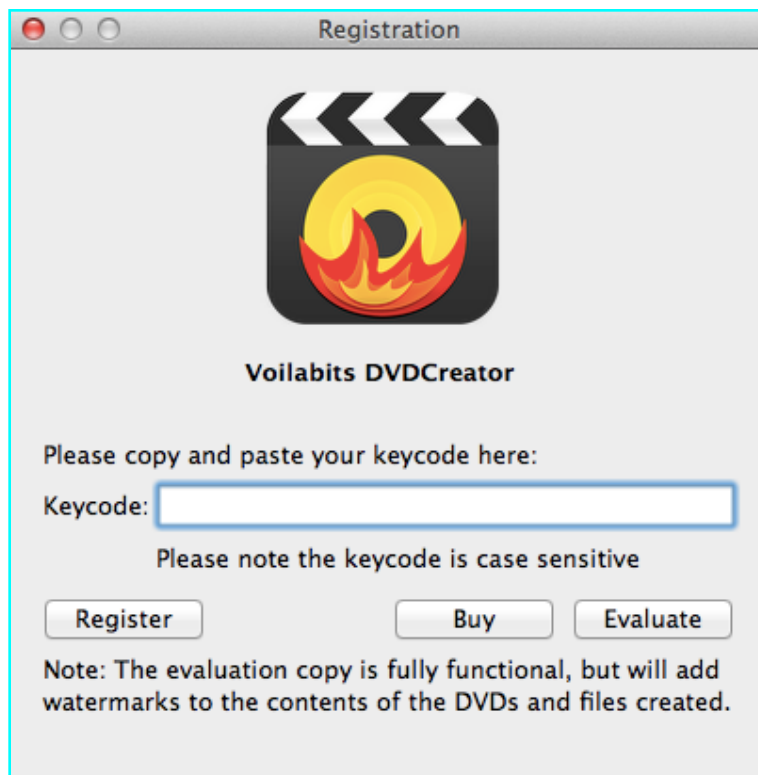 Registration
Voilabits DVDCreator
Please copy and paste your keycode here:
Keycode:
Please note the keycode is case sensitive
Register Buy Evaluate
Note: The evaluation copy is fully functional, but will add
watermarks to the contents of the DVDs and files created.